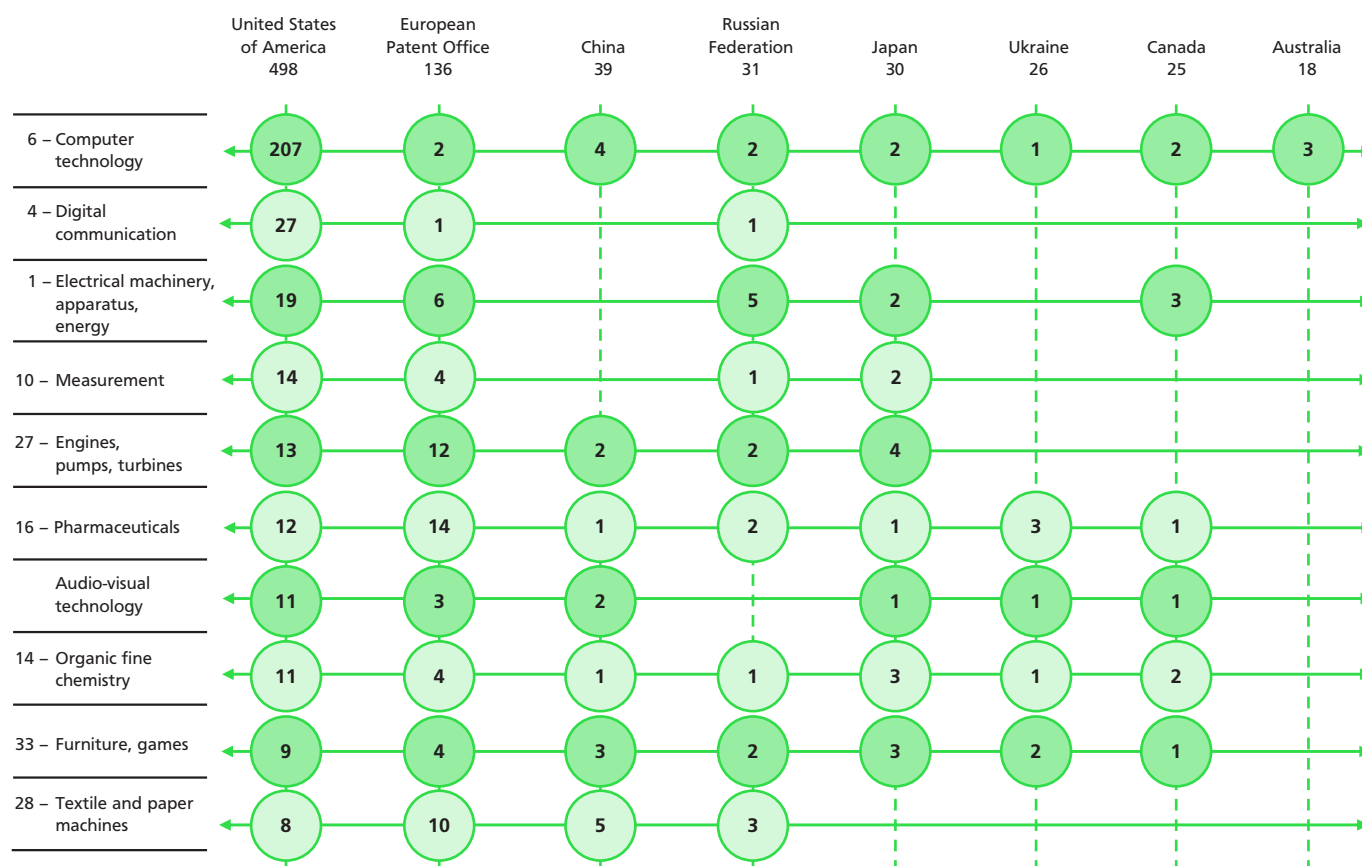 United States
of America
498
European
Patent Office
136
China
39
Russian
Federation
31
Japan
30
Ukraine
26
Canada
25
Australia
18
6 – Computer
technology
207
2
4
2
2
1
2
3
4 – Digital
communication
27
1
1
1 – Electrical machinery,
apparatus,
energy
19
6
5
2
3
10 – Measurement
14
4
1
2
27 – Engines,
pumps, turbines
13
12
2
2
4
16 – Pharmaceuticals
12
14
1
2
1
3
1
Audio-visual
technology
11
3
2
1
1
1
14 – Organic fine
chemistry
11
4
1
1
3
1
2
33 – Furniture, games
9
4
3
2
3
2
1
28 – Textile and paper
machines
8
10
5
3